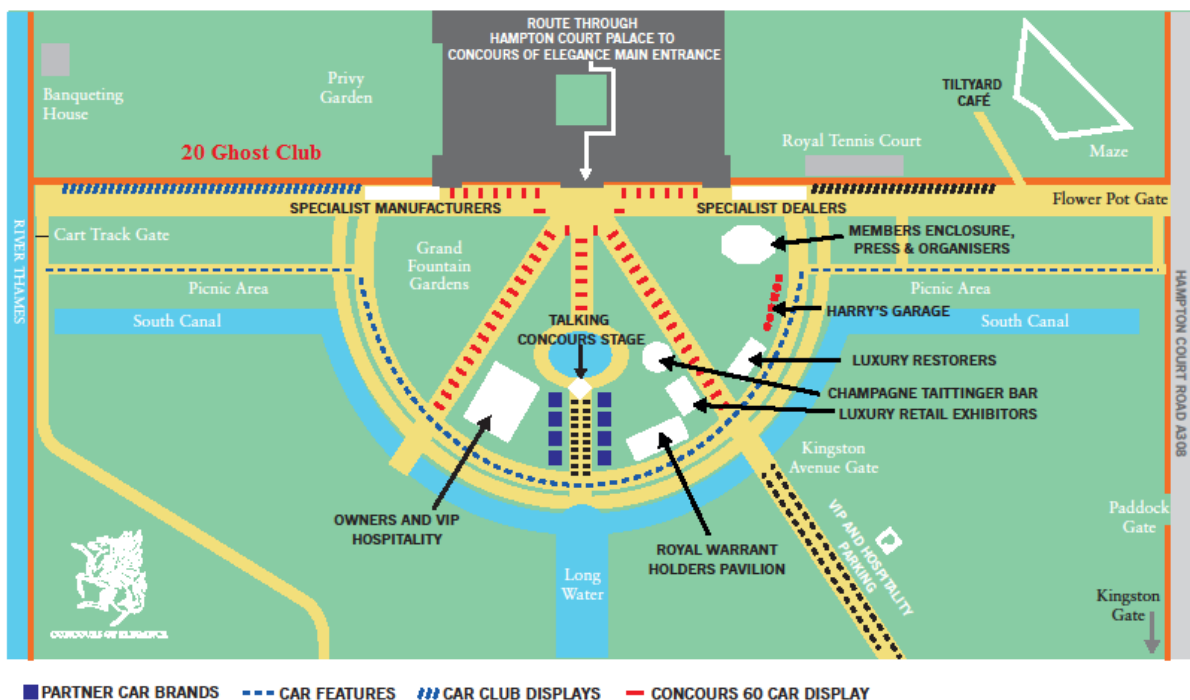 ROUTE THROUGH
HAMPTON COURT PALACE TO
CONCOURS OF ELEGANCE MAIN ENTRANCE
Banqueting
House
Privy
Garden
TILTYARD
CAFÉ
20 Ghost Club
Royal Tennis Court
Maze
SPECIALIST MANUFACTURERS
SPECIALIST DEALERS
Flower Pot Gate
RIVER THAMES
Cart Track Gate
Grand
Fountain
Gardens
MEMBERS ENCLOSURE,
PRESS & ORGANISERS
Picnic Area
Picnic Area
HAMPTON COURT ROAD A308
South Canal
TALKING
CONCOURS STAGE
HARRY'S GARAGE
South Canal
LUXURY RESTORERS
CHAMPAGNE TAITTINGER BAR
LUXURY RETAIL EXHIBITORS
Kingston
Avenue Gate
OWNERS AND VIP
HOSPITALITY
ROYAL WARRANT
HOLDERS PAVILION
VIP AND HOSPITALITY
PARKING
Paddock
Gate
Long
Water
Kingston
Gate
CONCOURS OF ELEGANCE
PARTNER CAR BRANDS
CAR FEATURES
CAR CLUB DISPLAYS
CONCOURS 60 CAR DISPLAY